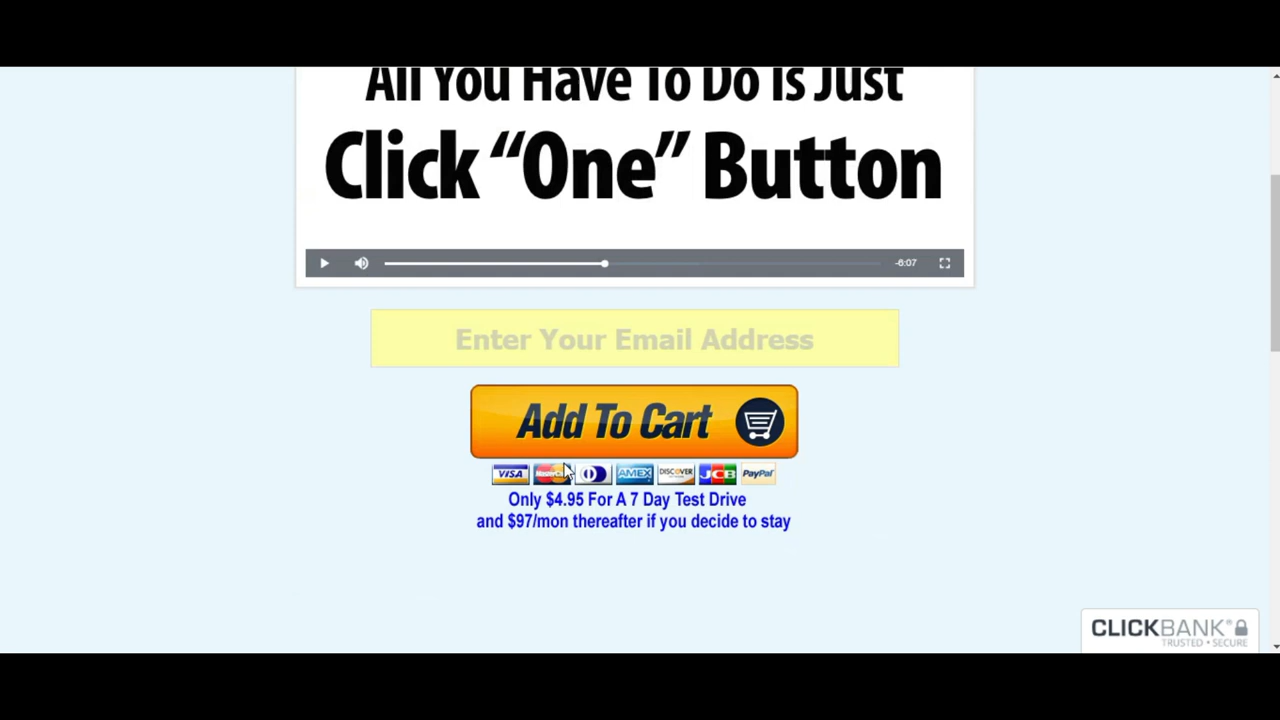 All You Have To Do Is Just
Click “One” Button
-6:07
Enter Your Email Address
Add To Cart
VISA MasterCard AMEX DISCOVER JCB PayPal
Only $4.95 For A 7 Day Test Drive
and $97/mon thereafter if you decide to stay
CLICKBANK®
TRUSTED • SECURE